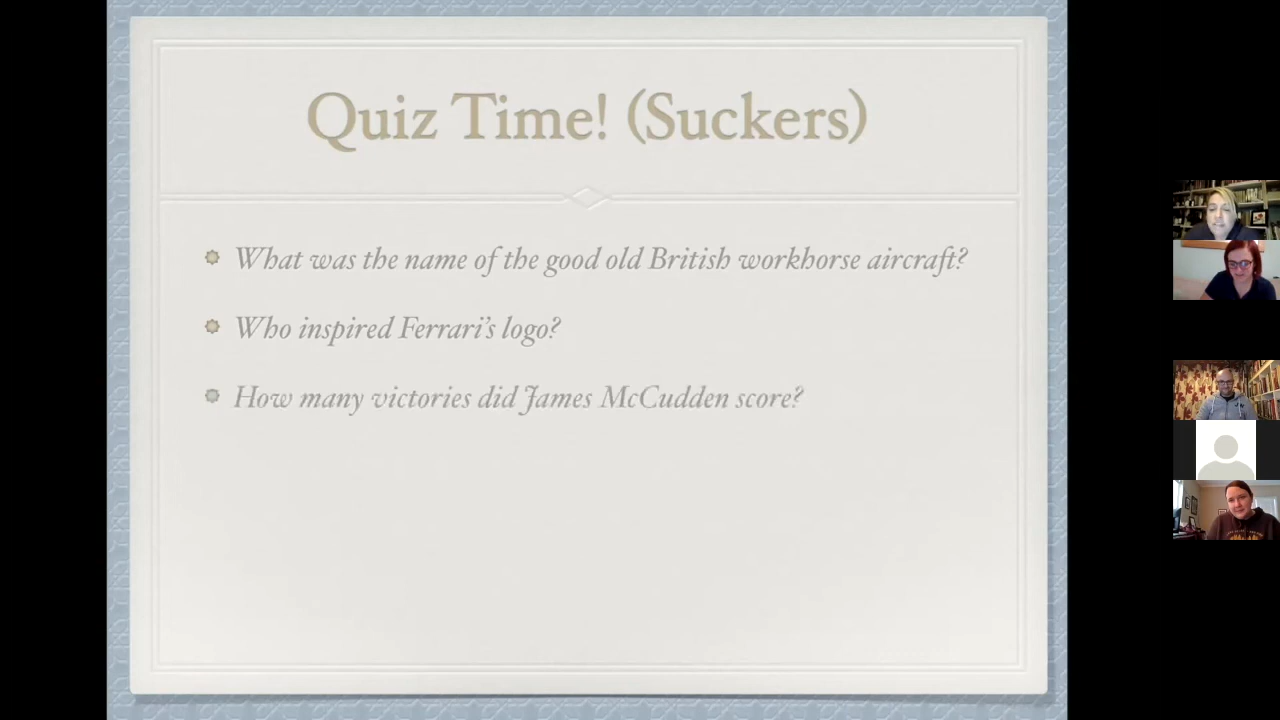 Quiz Time! (Suckers)
What was the name of the good old British workhorse aircraft?
Who inspired Ferrari's logo?
How many victories did James McCudden score?